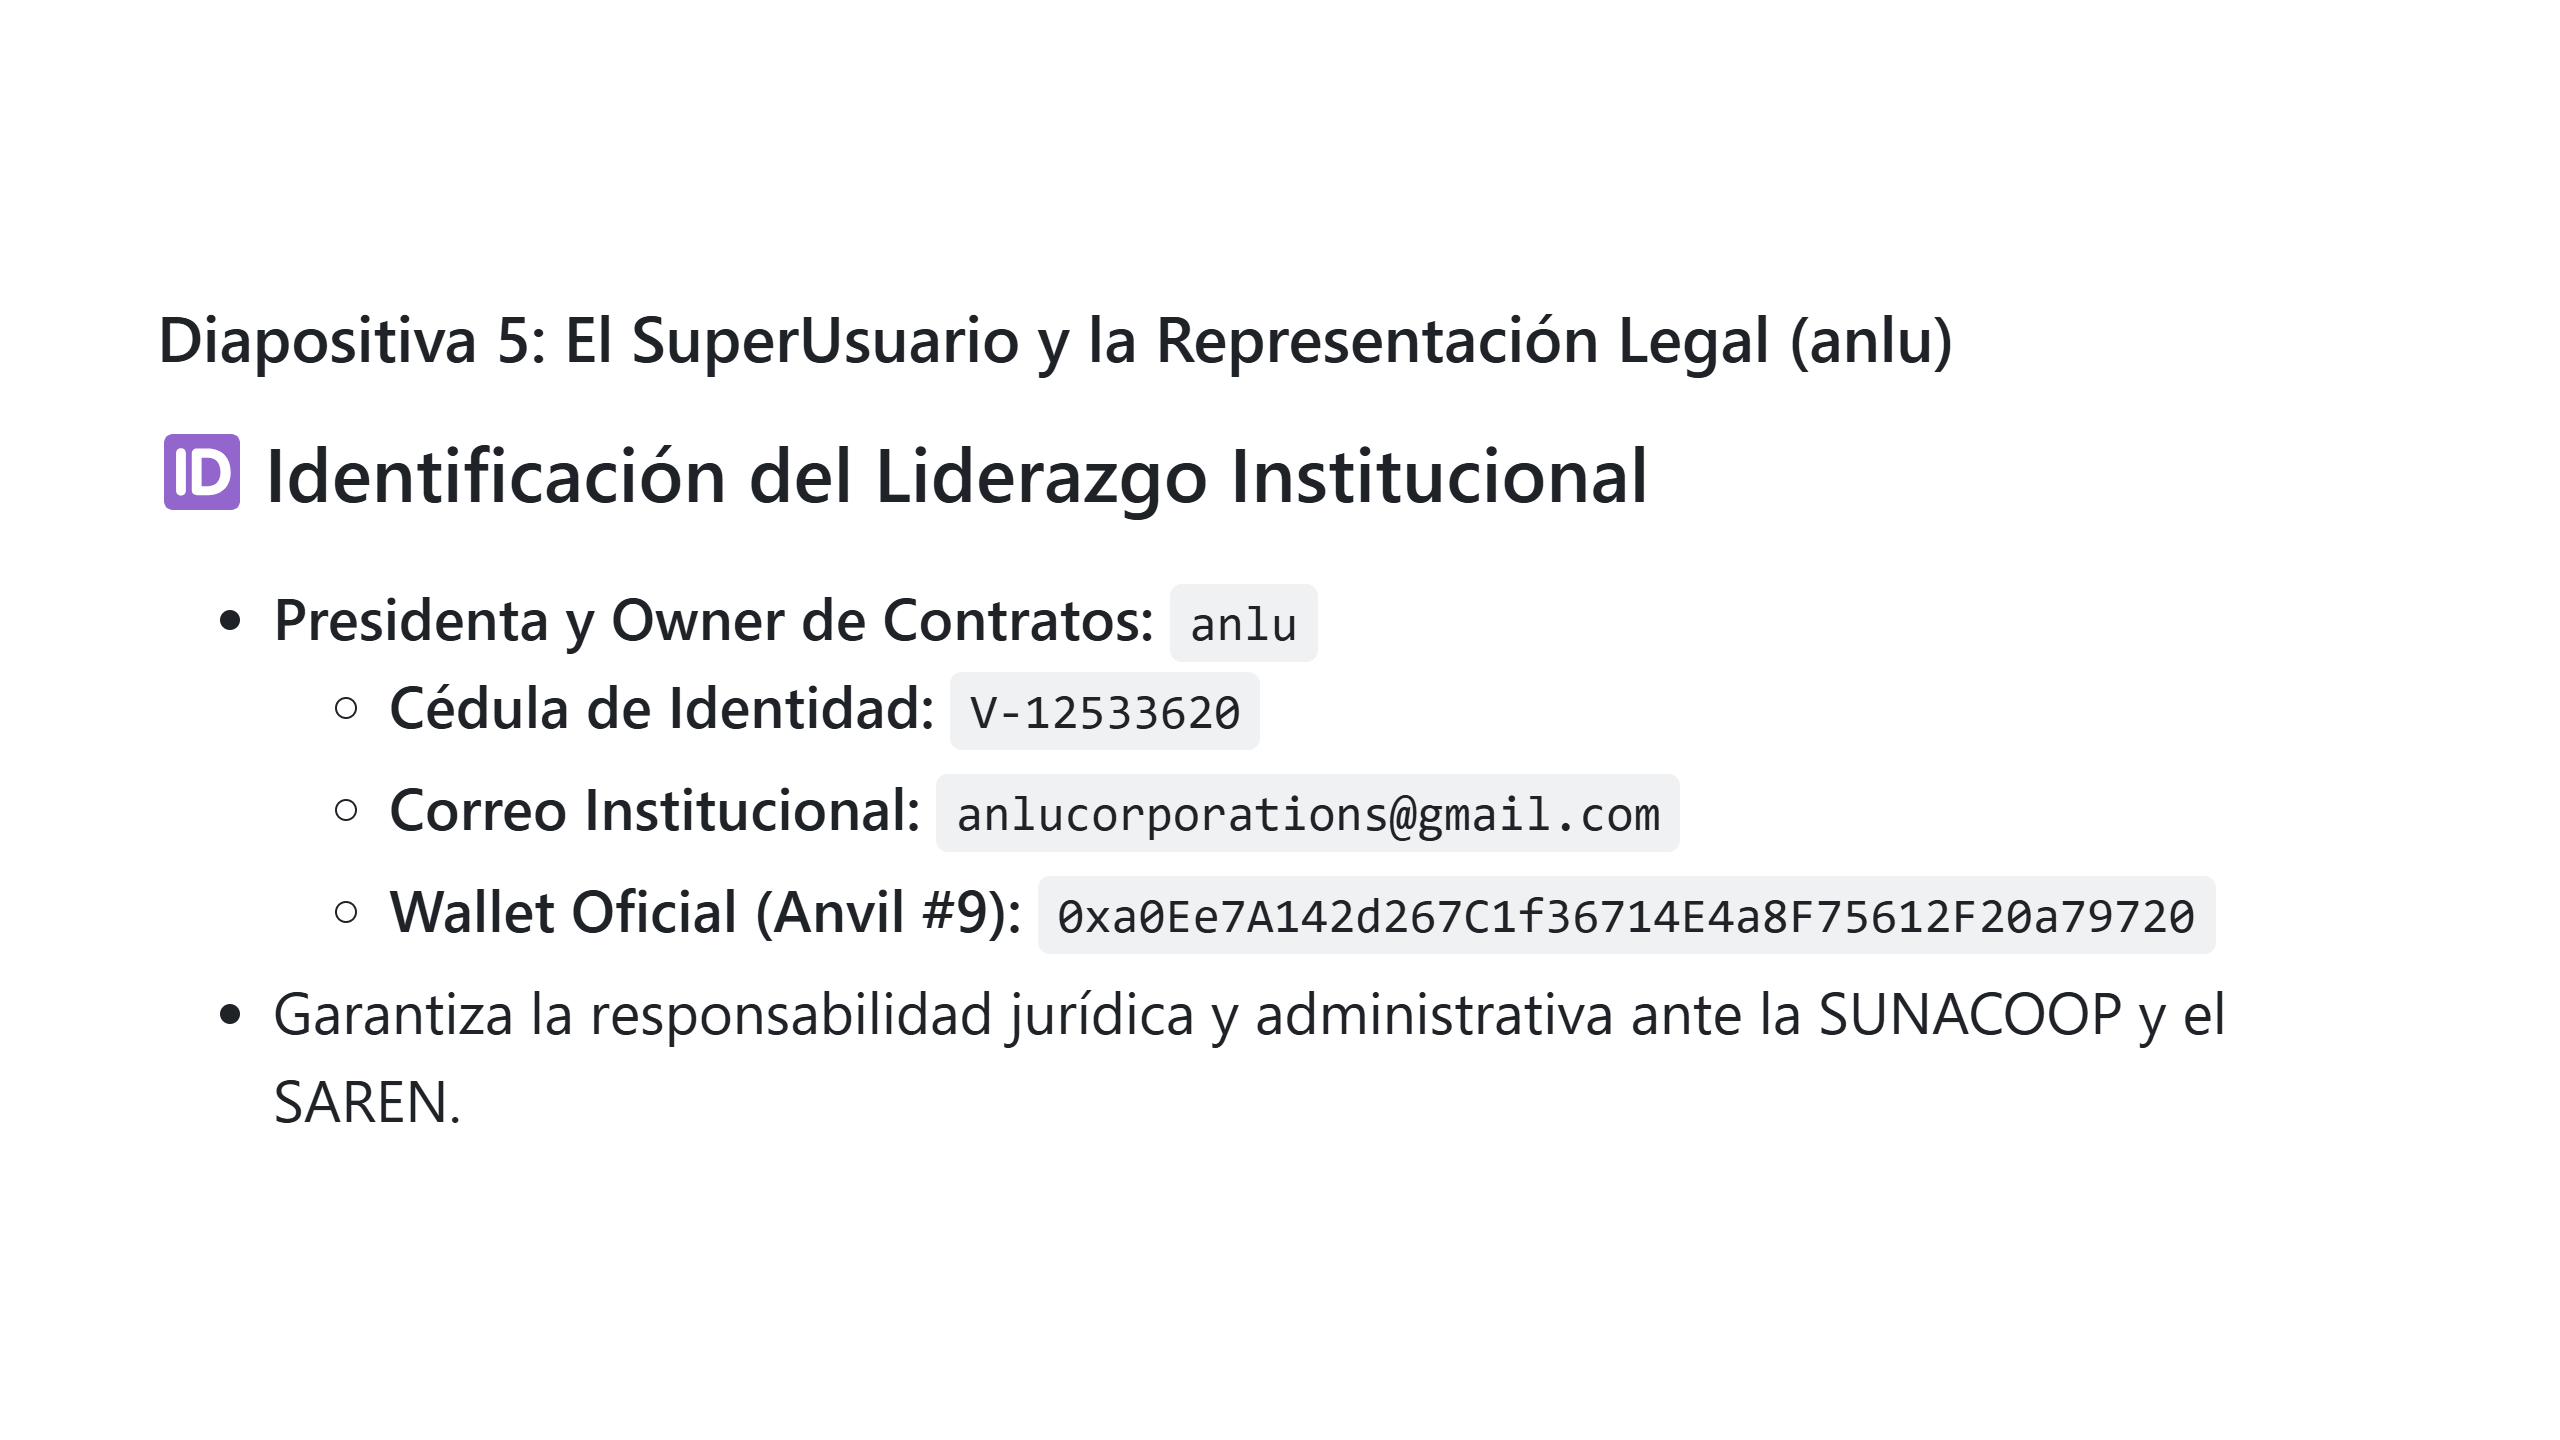 Diapositiva 5: El SuperUsuario y la Representación Legal (anlu)
🆔 Identificación del Liderazgo Institucional
Presidenta y Owner de Contratos: anlu
Cédula de Identidad: V-12533620
Correo Institucional: anlucorporations@gmail.com
Wallet Oficial (Anvil #9): 0xa0Ee7A142d267C1f36714E4a8F75612F20a79720
Garantiza la responsabilidad jurídica y administrativa ante la SUNACOOP y el
SAREN.